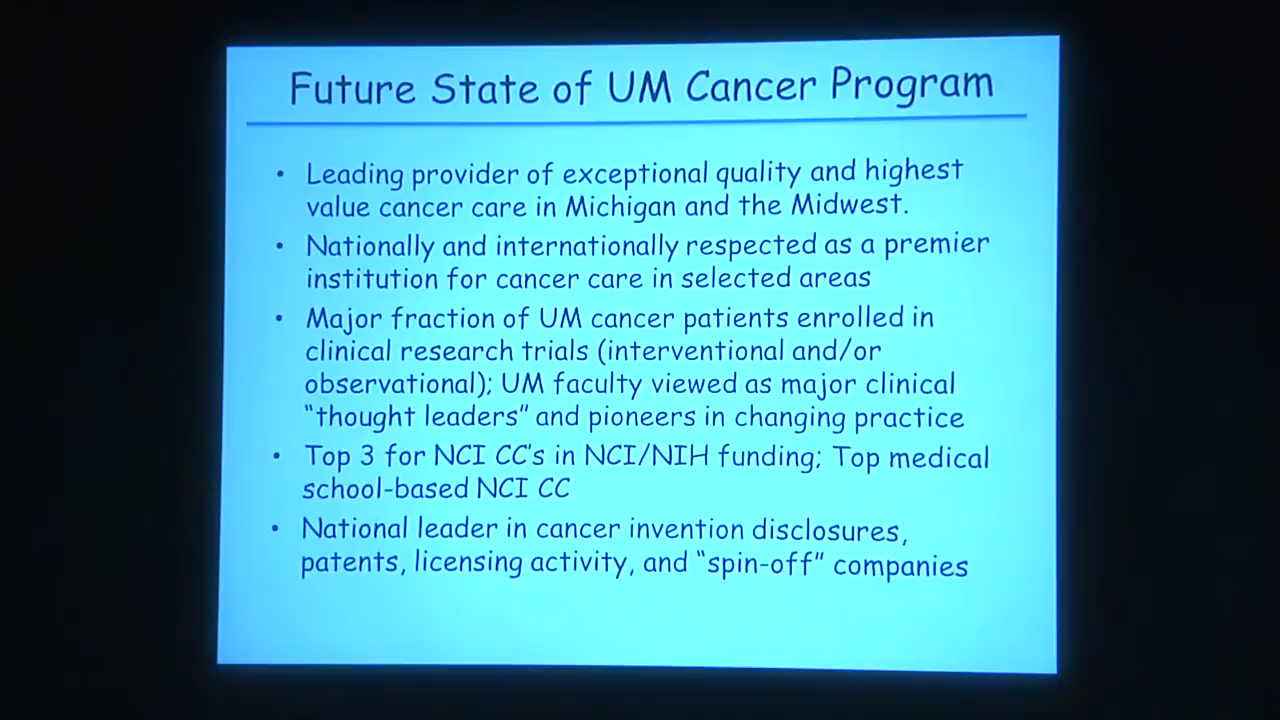 Future State of UM Cancer Program
• Leading provider of exceptional quality and highest
value cancer care in Michigan and the Midwest.
• Nationally and internationally respected as a premier
institution for cancer care in selected areas
• Major fraction of UM cancer patients enrolled in
clinical research trials (interventional and/or
observational); UM faculty viewed as major clinical
“thought leaders” and pioneers in changing practice
• Top 3 for NCI CC’s in NCI/NIH funding; Top medical
school-based NCI CC
• National leader in cancer invention disclosures,
patents, licensing activity, and “spin-off” companies